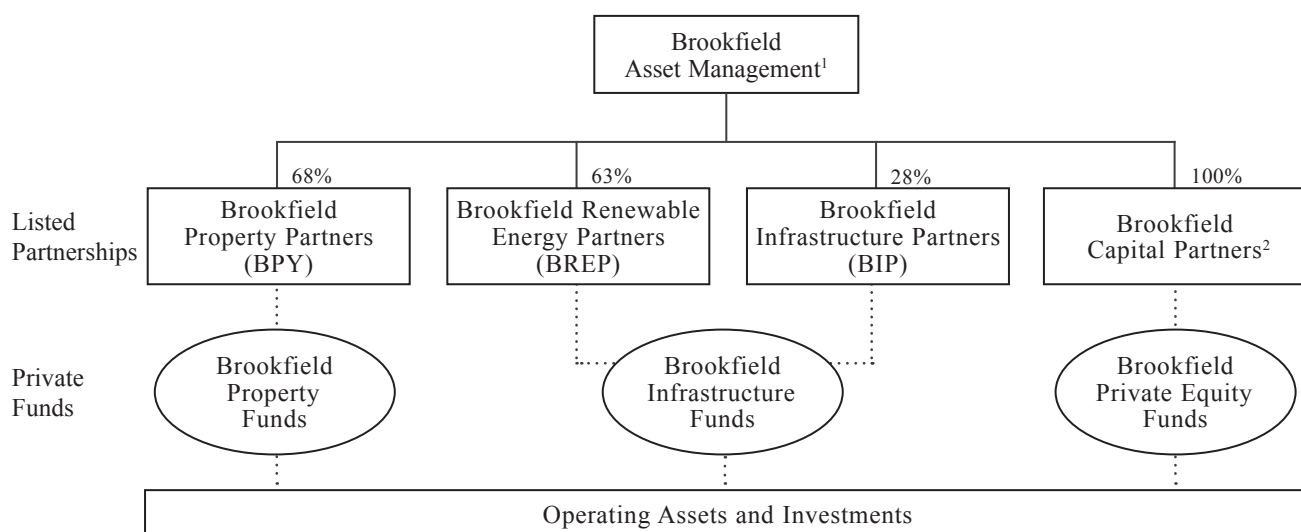 Brookfield
Asset Management¹
68%
63%
28%
100%
Listed
Partnerships
Brookfield
Property Partners
(BPY)
Brookfield Renewable
Energy Partners
(BREP)
Brookfield
Infrastructure Partners
(BIP)
Brookfield
Capital Partners²
Private
Funds
Brookfield
Property
Funds
Brookfield
Infrastructure
Funds
Brookfield
Private Equity
Funds
Operating Assets and Investments